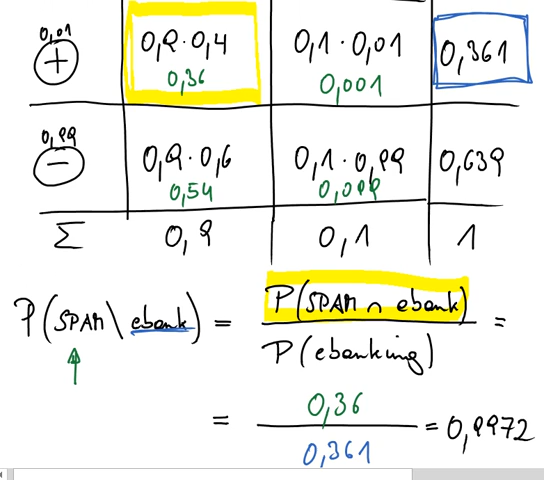 0,01
+ 0,9·0,4 0,1·0,01 0,361
0,36 0,001
0,99
− 0,9·0,6 0,1·0,99 0,639
0,54 0,099
Σ 0,9 0,1 1
P(SPAM \ ebank) = P(SPAM ∩ ebank) =
P(ebanking)
= 0,36 = 0,9972
0,361